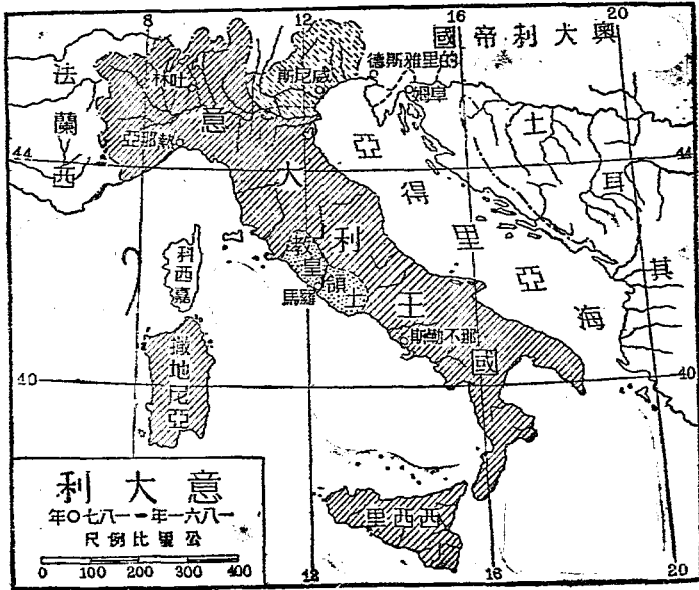 8
12
16
20
奧大利帝國
的里雅斯德
阜姆
威尼斯
吐林
法蘭西
熱那亞
44
意大利王國
亞得里亞海
土耳其
教皇領土
羅馬
科西嘉
那不勒斯
撒地尼亞
40
40
西西里
意大利
一八六一年—一八七〇年
公里比例尺
0 100 200 300 400
12
16
20